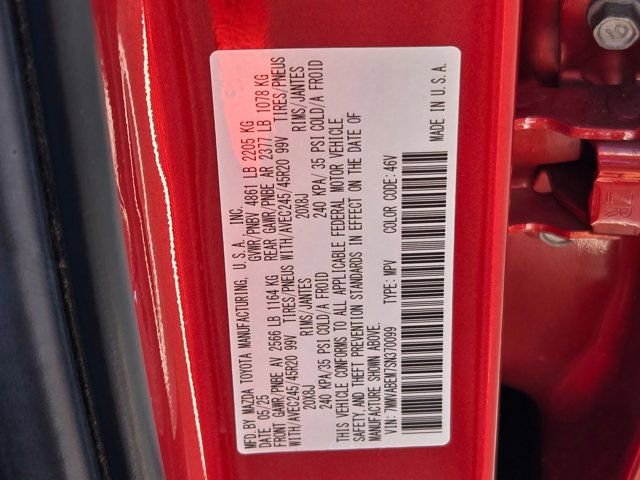 MFD.BY MAZDA TOYOTA MANUFACTURING, U.S.A. INC.
DATE 05/25 GVWR/PNBV 4861 LB 2205 KG
FRONT GAWR/PNBE AV 2566 LB 1164 KG REAR GAWR/PNBE AR 2377 LB 1078 KG
WITH/AVEC245/45R20 99V TIRES/PNEUS WITH/AVEC245/45R20 99V TIRES/PNEUS
20X8J RIMS/JANTES 20X8J RIMS/JANTES
240 KPA/35 PSI COLD/A FROID 240 KPA/ 35 PSI COLD/A FROID
THIS VEHICLE CONFORMS TO ALL APPLICABLE FEDERAL MOTOR VEHICLE
SAFETY, AND THEFT PREVENTION STANDARDS IN EFFECT ON THE DATE OF
MANUFACTURE SHOWN ABOVE.
VIN: 7MMVABEM7SN370099 TYPE: MPV COLOR CODE: 46V
MADE IN U.S.A.